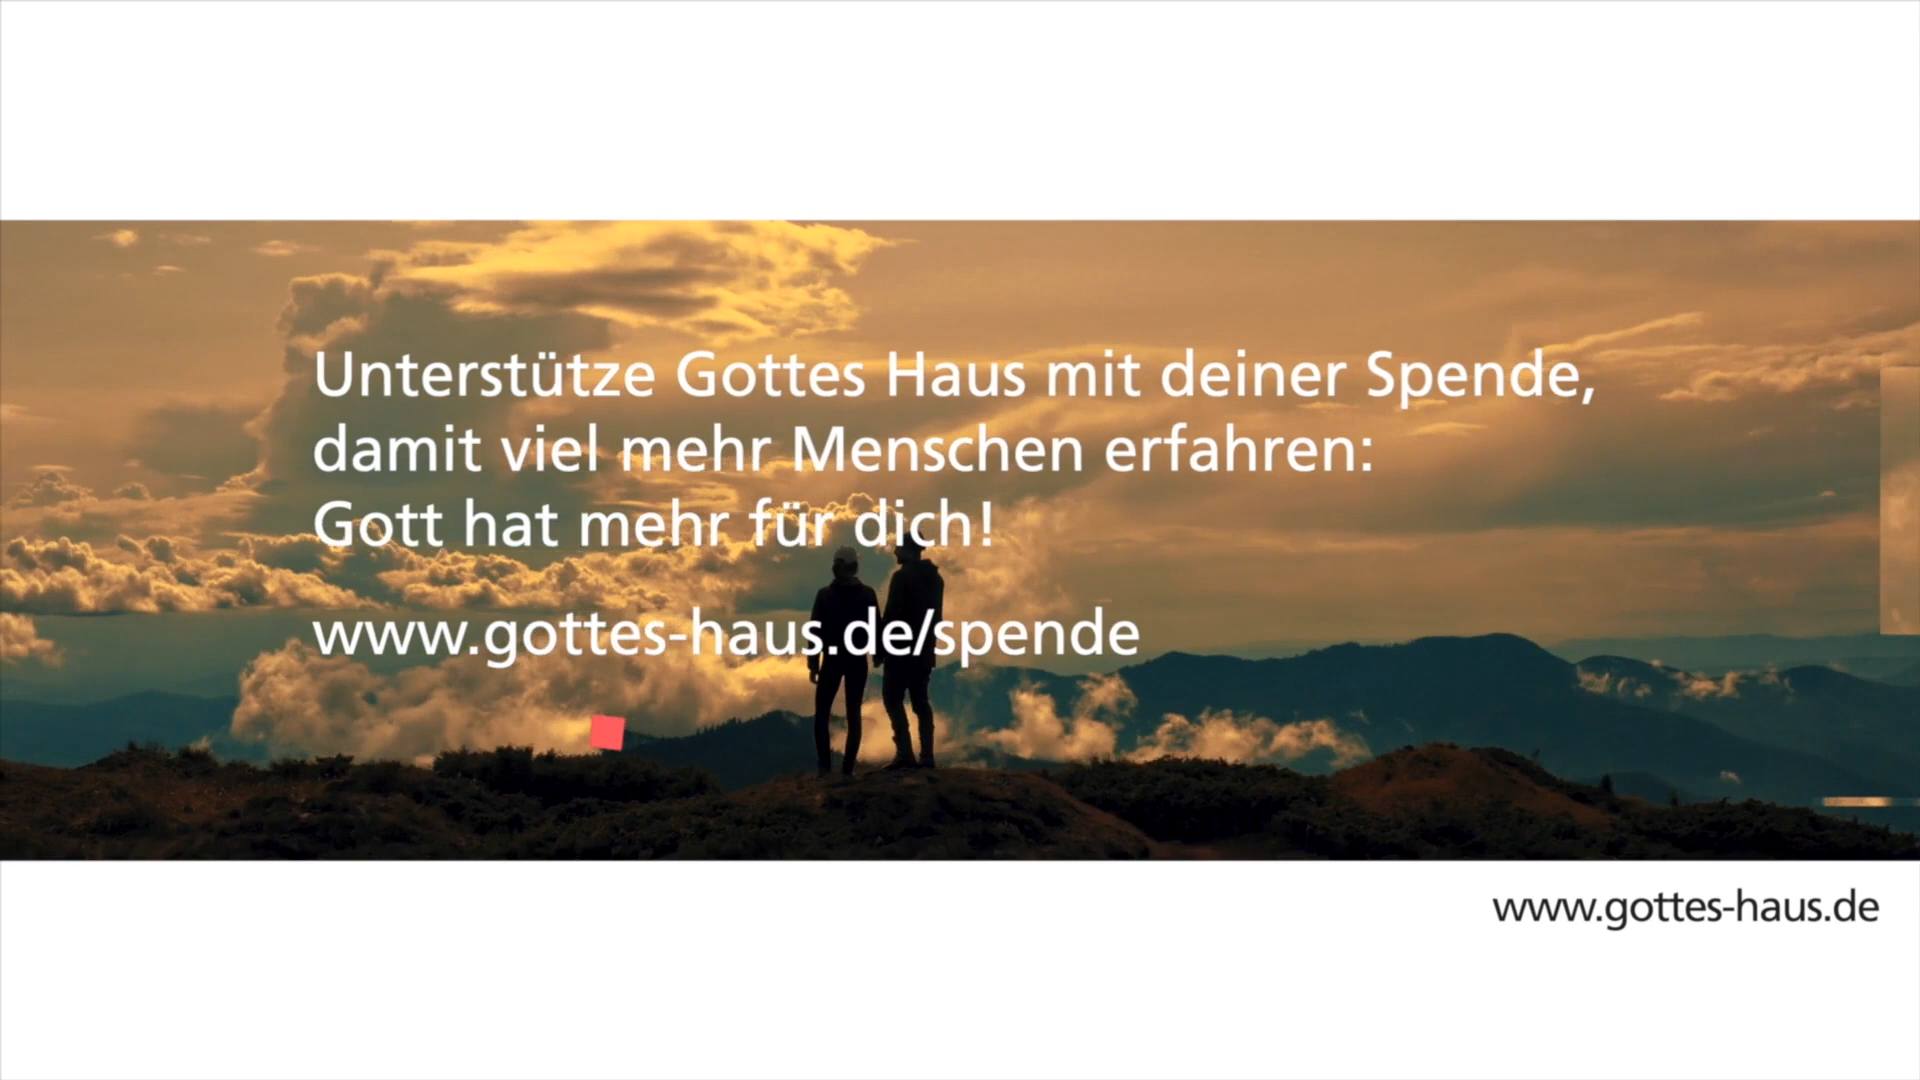 Unterstütze Gottes Haus mit deiner Spende,
damit viel mehr Menschen erfahren:
Gott hat mehr für dich!
www.gottes-haus.de/spende
www.gottes-haus.de